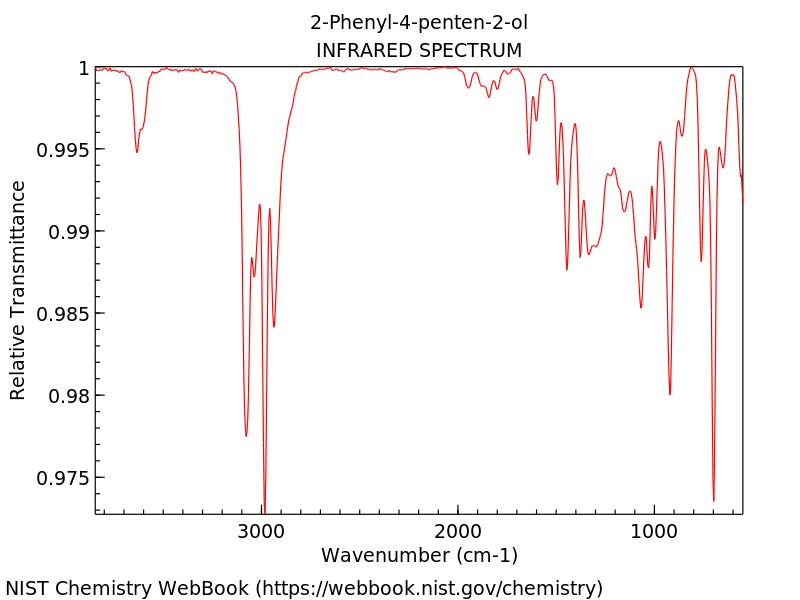 2-Phenyl-4-penten-2-ol
INFRARED SPECTRUM
1
0.995
0.99
0.985
0.98
0.975
Relative Transmittance
3000 2000 1000
Wavenumber (cm-1)
NIST Chemistry WebBook (https://webbook.nist.gov/chemistry)